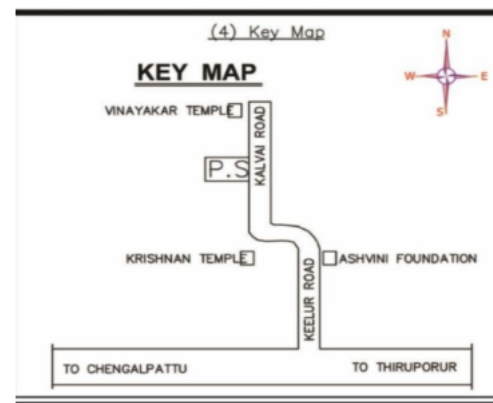 (4) Key Map
KEY MAP
N
W
E
S
VINAYAKAR TEMPLE
KALVAI ROAD
P.S
KRISHNAN TEMPLE
ASHVINI FOUNDATION
KEELUR ROAD
TO CHENGALPATTU
TO THIRUPORUR